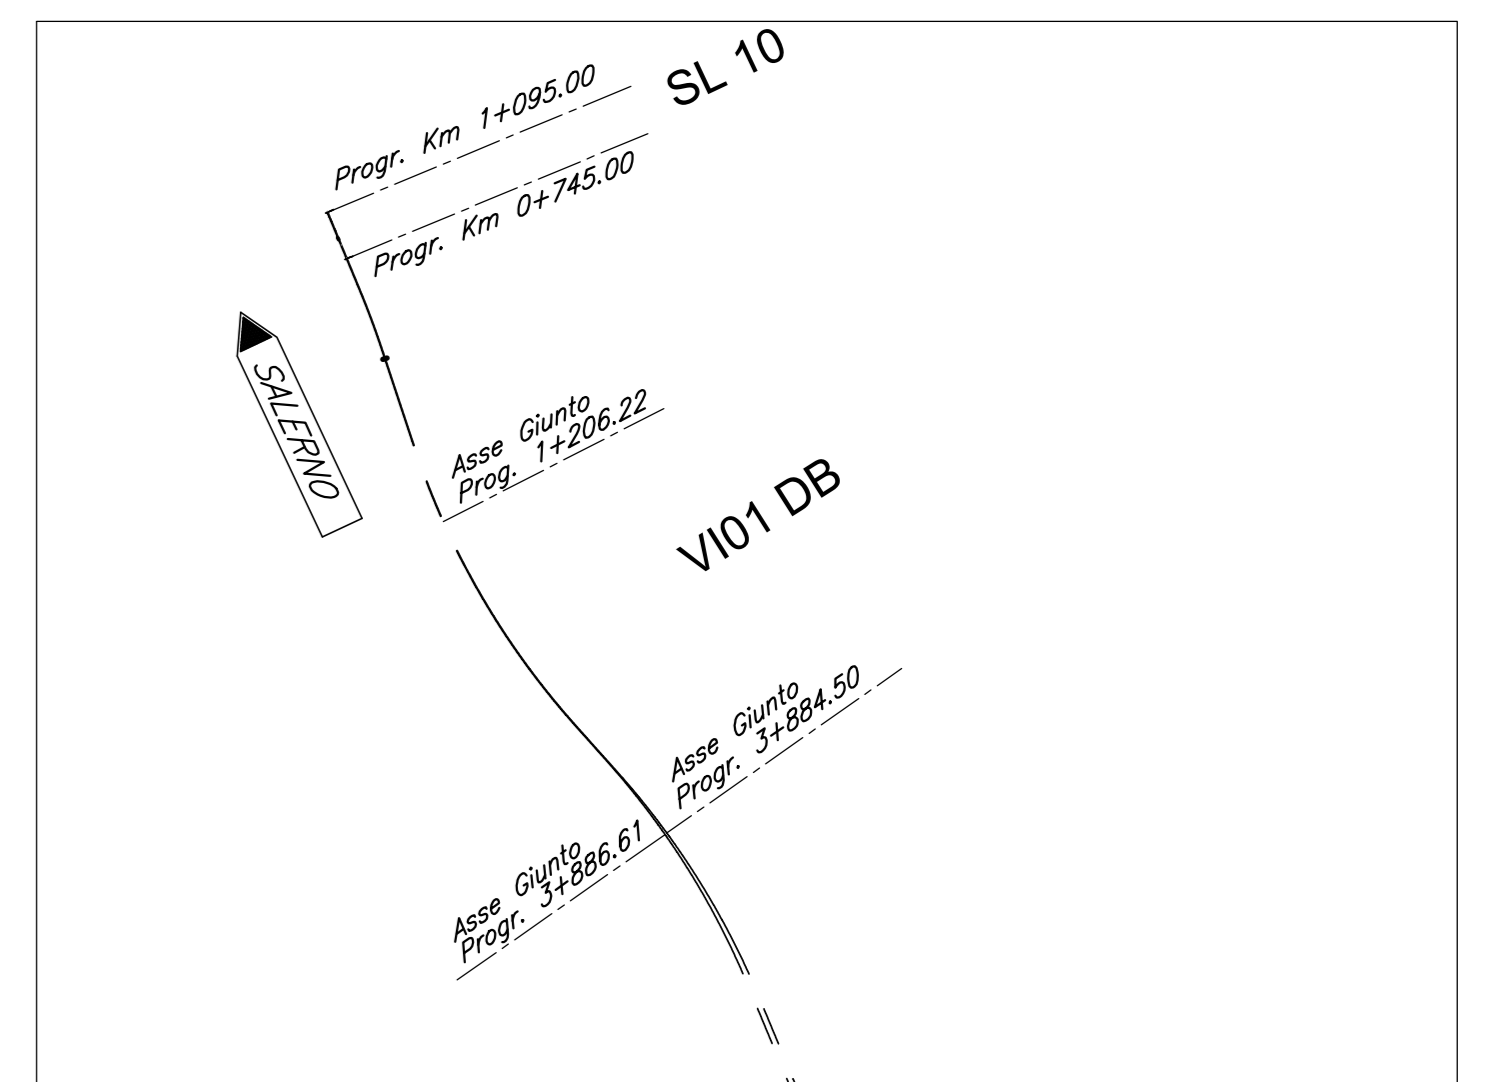 SL 10
Progr. Km 1+095.00
Progr. Km 0+745.00
SALERNO
Asse Giunto
Prog. 1+206.22
VI01 DB
Asse Giunto
Progr. 3+884.50
Asse Giunto
Progr. 3+886.61